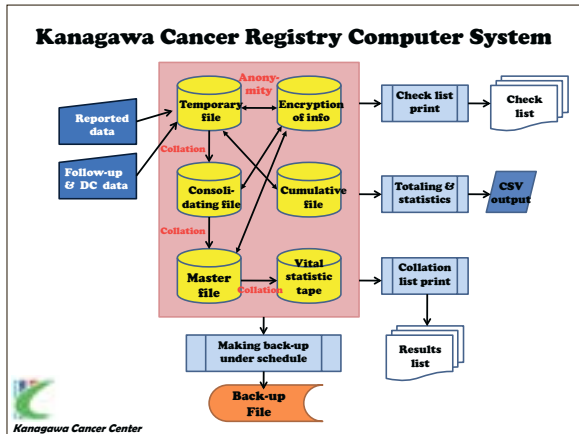 Kanagawa Cancer Registry Computer System
Anony-
mity
Reported
data
Temporary
file
Encryption
of info
Check list
print
Check
list
Follow-up
& DC data
Collation
Consoli-
dating file
Cumulative
file
Totaling &
statistics
CSV
output
Collation
Master
file
Collation
Vital
statistic
tape
Collation
list print
Making back-up
under schedule
Results
list
Back-up
File
Kanagawa Cancer Center